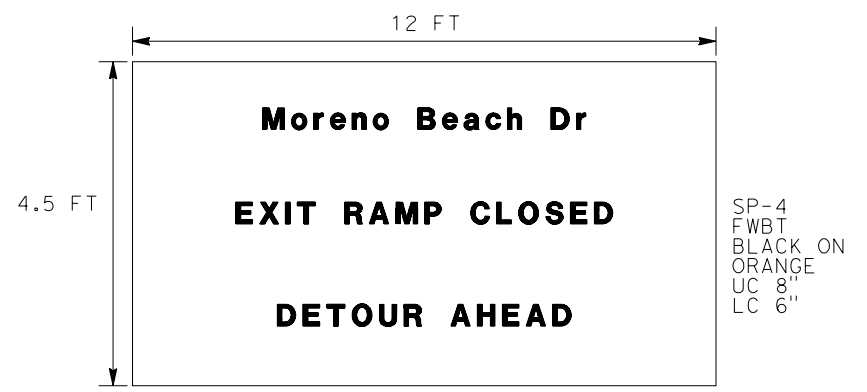 12 FT
4.5 FT
Moreno Beach Dr
EXIT RAMP CLOSED
DETOUR AHEAD
SP-4
FWBT
BLACK ON
ORANGE
UC 8"
LC 6"